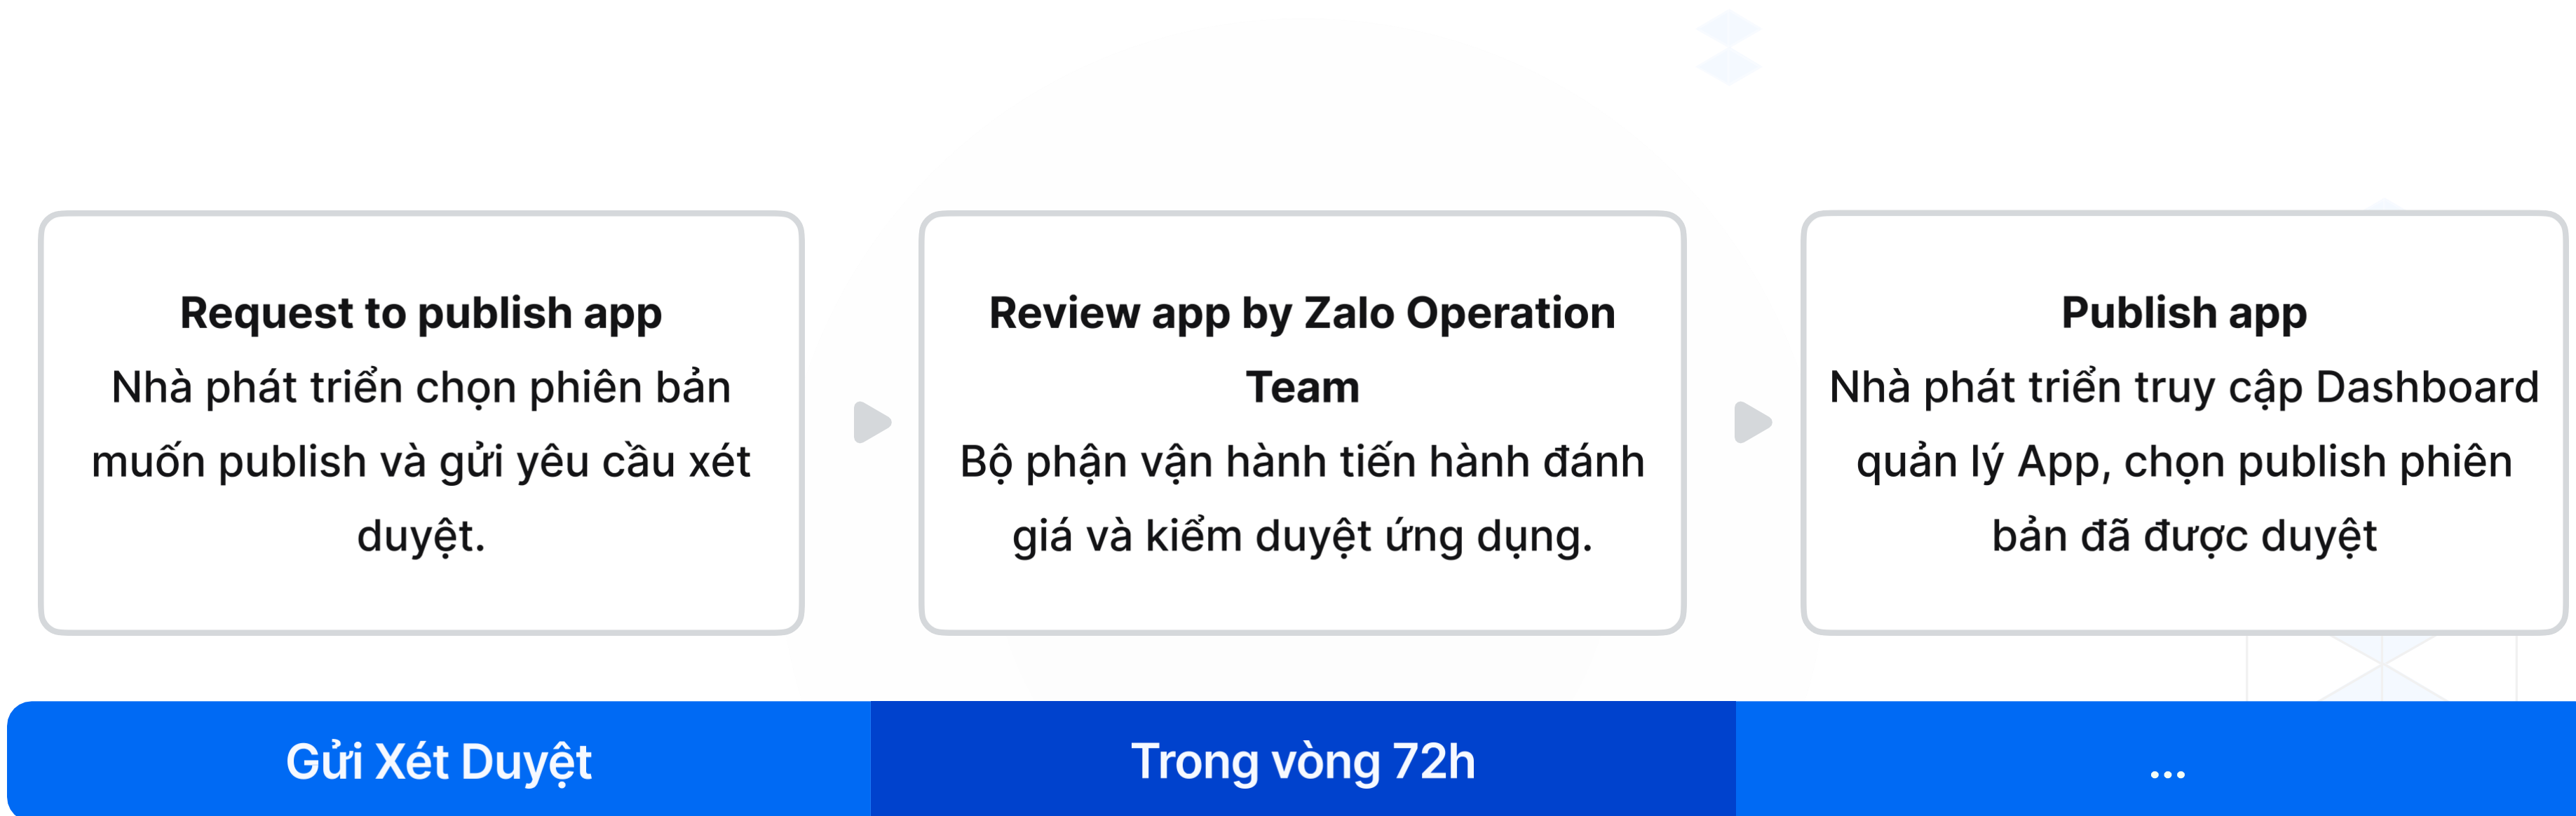 Request to publish app
Nhà phát triển chọn phiên bản
muốn publish và gửi yêu cầu xét
duyệt.
Review app by Zalo Operation
Team
Bộ phận vận hành tiến hành đánh
giá và kiểm duyệt ứng dụng.
Publish app
Nhà phát triển truy cập Dashboard
quản lý App, chọn publish phiên
bản đã được duyệt
Gửi Xét Duyệt
Trong vòng 72h
...